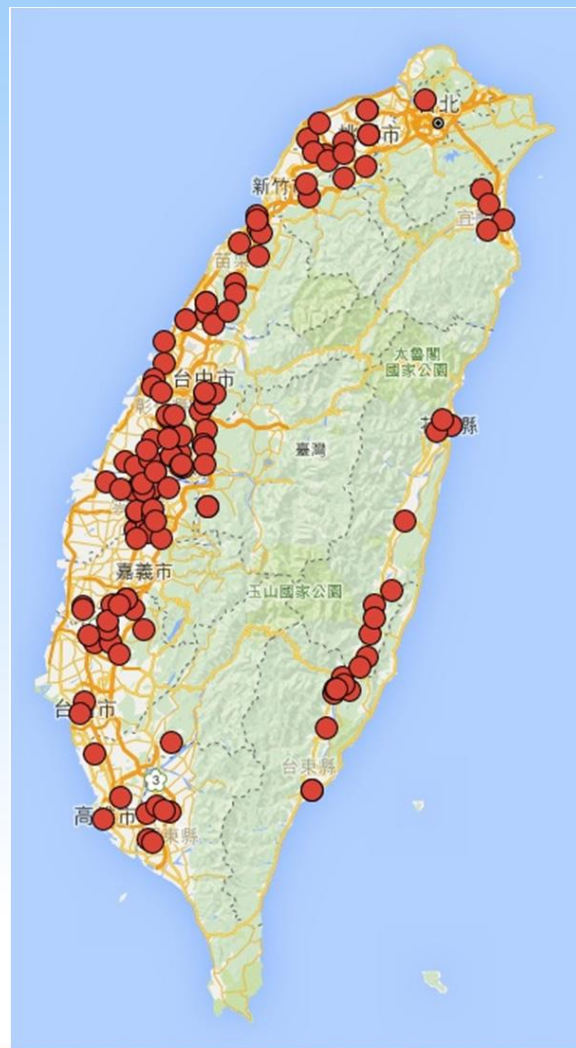 北
桃 市
新竹
宜
苗
太魯閣
國家公園
台中市
縣
臺灣
嘉義市
玉山國家公園
台 市
台東縣
3
高 市
東縣